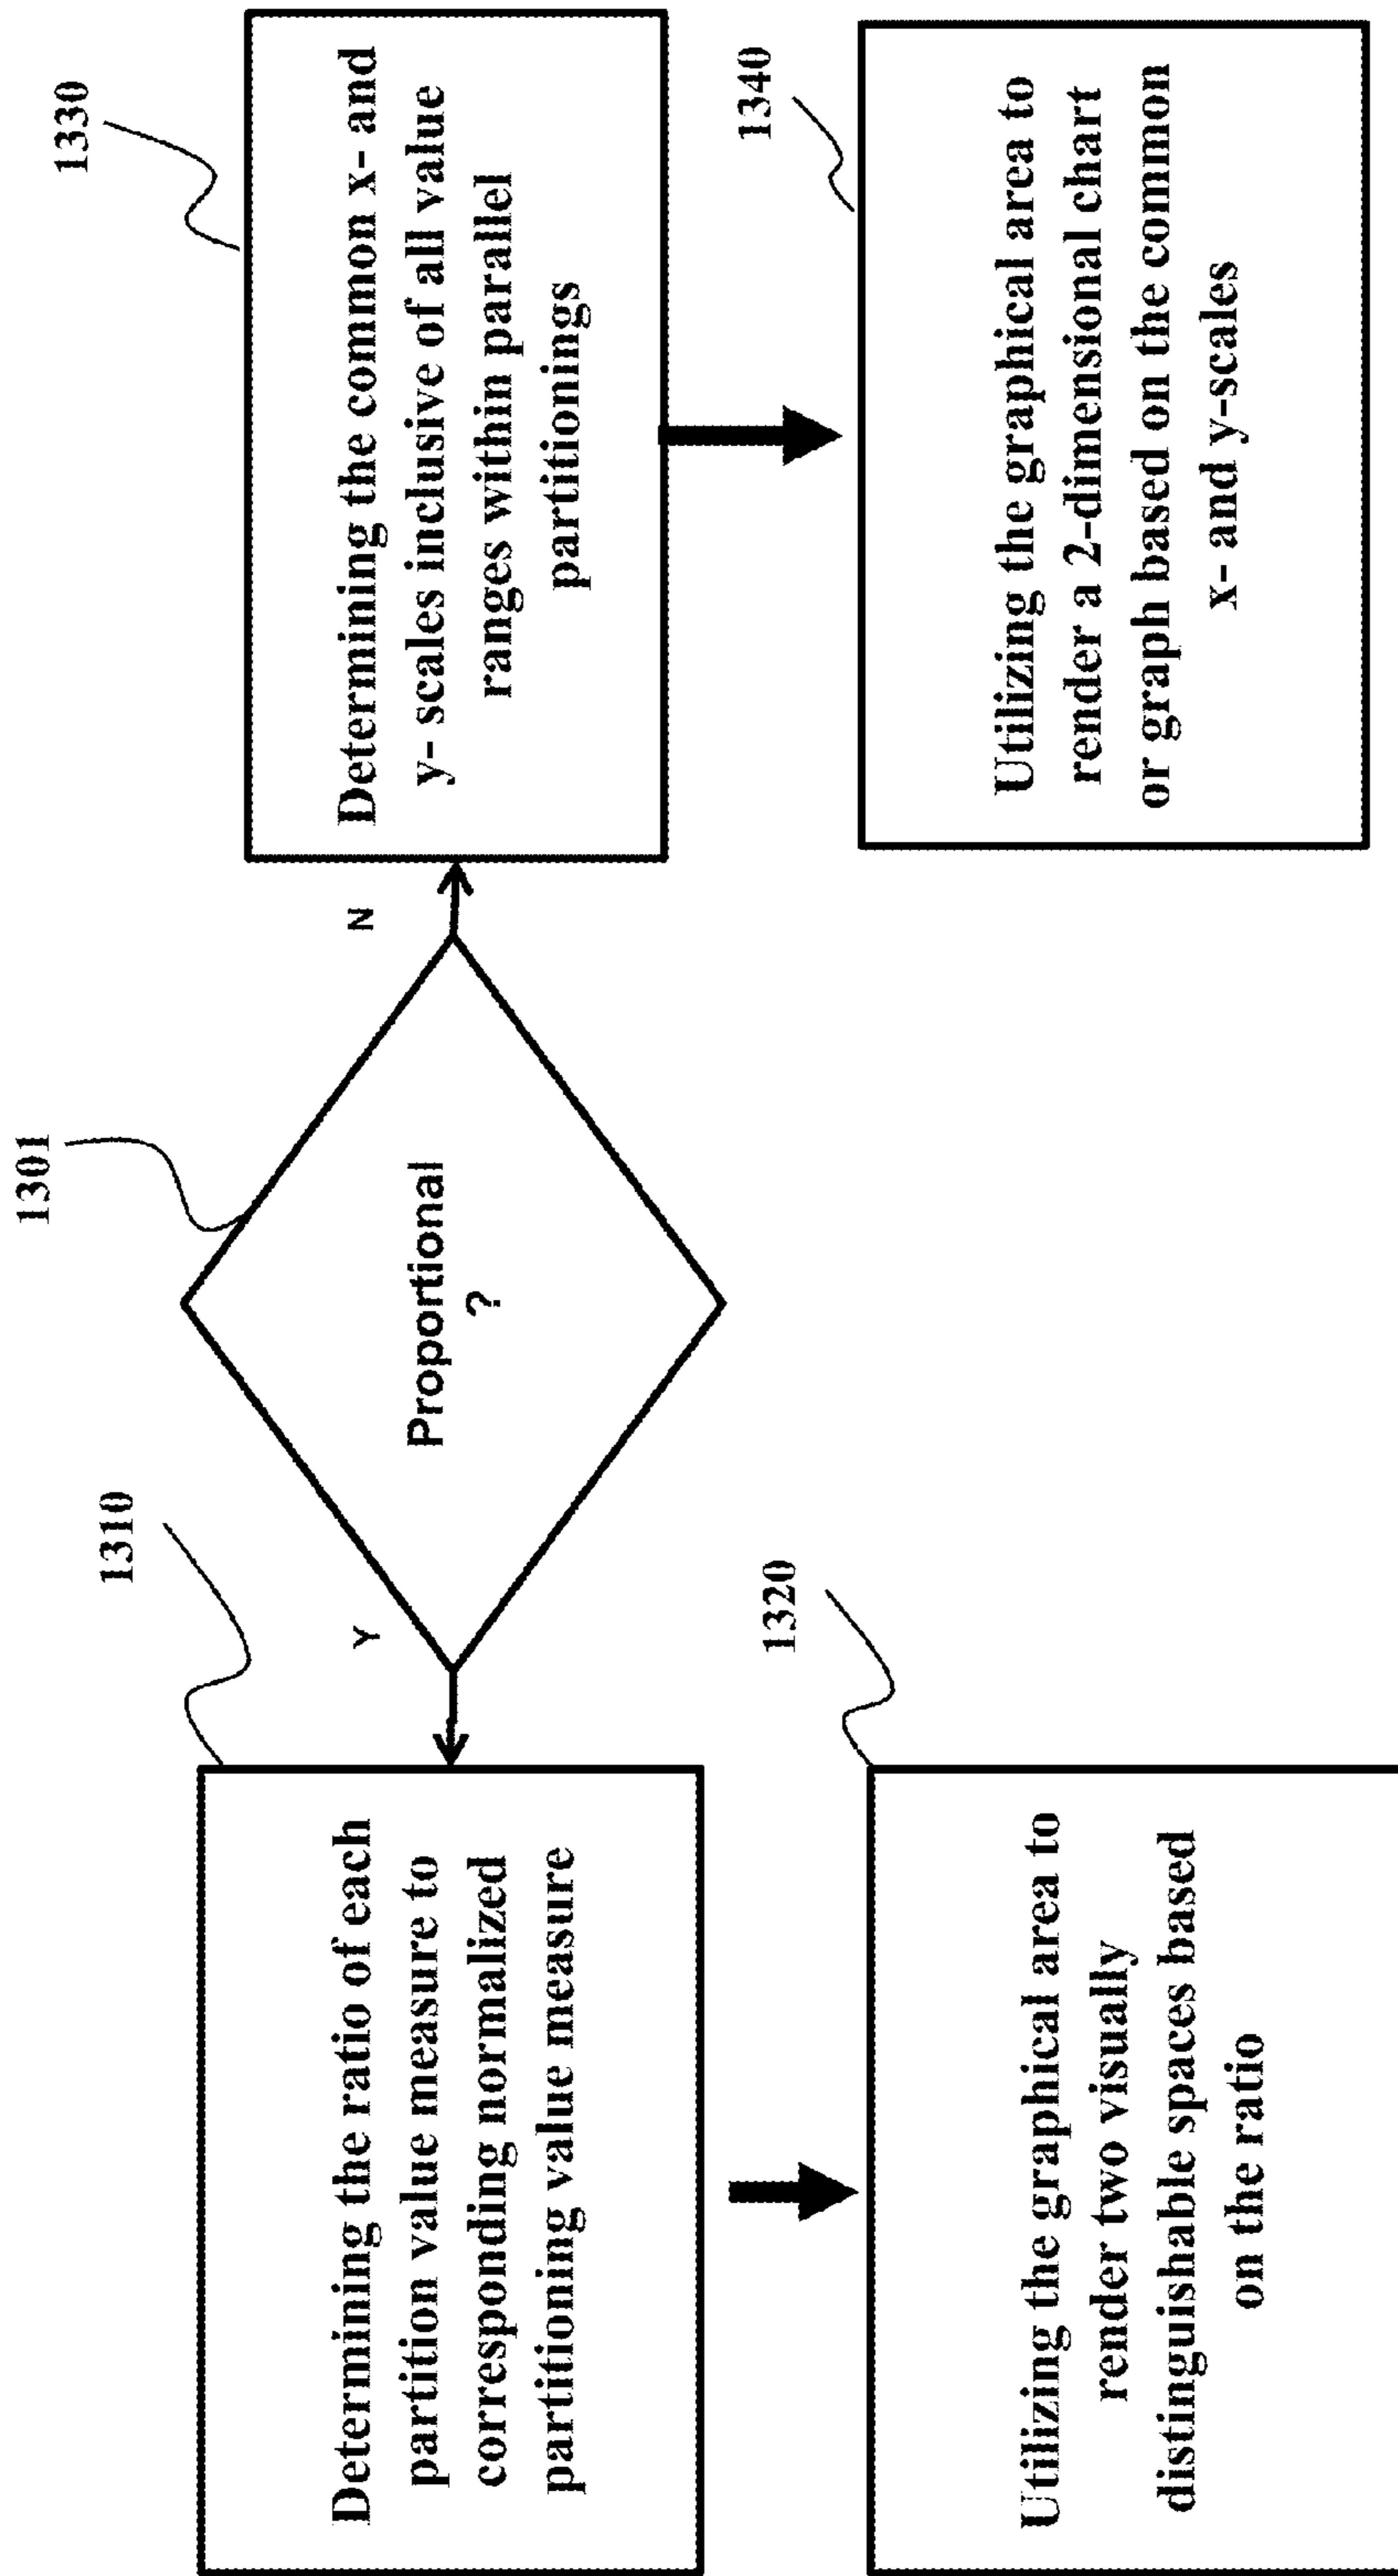 1301
Proportional
?
Y
N
1310
Determining the ratio of each
partition value measure to
corresponding normalized
partitioning value measure
1320
Utilizing the graphical area to
render two visually
distinguishable spaces based
on the ratio
1330
Determining the common x- and
y- scales inclusive of all value
ranges within parallel
partitionings
1340
Utilizing the graphical area to
render a 2-dimensional chart
or graph based on the common
x- and y-scales